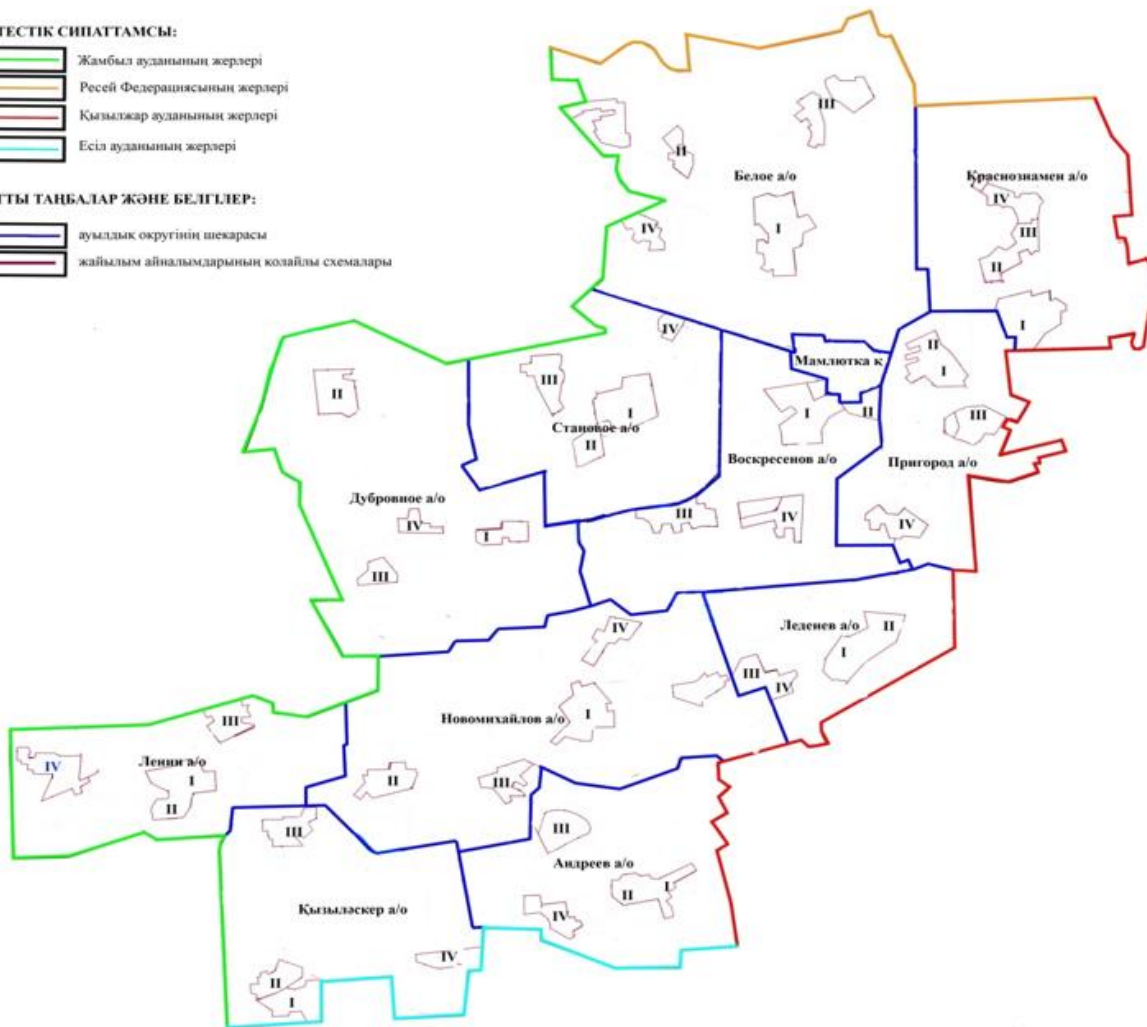 ТЕСТІК СИПАТТАМСЫ:
Жамбыл ауданының жерлері
Ресей Федерациясының жерлері
Қызылжар ауданының жерлері
Есіл ауданының жерлері
ТТЫ ТАҢБАЛАР ЖӘНЕ БЕЛГІЛЕР:
ауылдық округінің шекарасы
жайылым айналымдарының қолайлы схемалары
III
II
Белое а/о
Краснознамен а/о
IV
I
IV
III
II
I
IV
Мамлютка қ
II
I
III
II
I
Становое а/о
II
I
II
III
Воскресенов а/о
Пригород а/о
Дубровное а/о
IV
I
III
IV
IV
III
Леденев а/о
IV
II
I
III
IV
Новомихайлов а/о
I
III
IV
Ленин а/о
I
II
II
III
III
III
Андреев а/о
II
I
Қызыләскер а/о
IV
IV
II
I